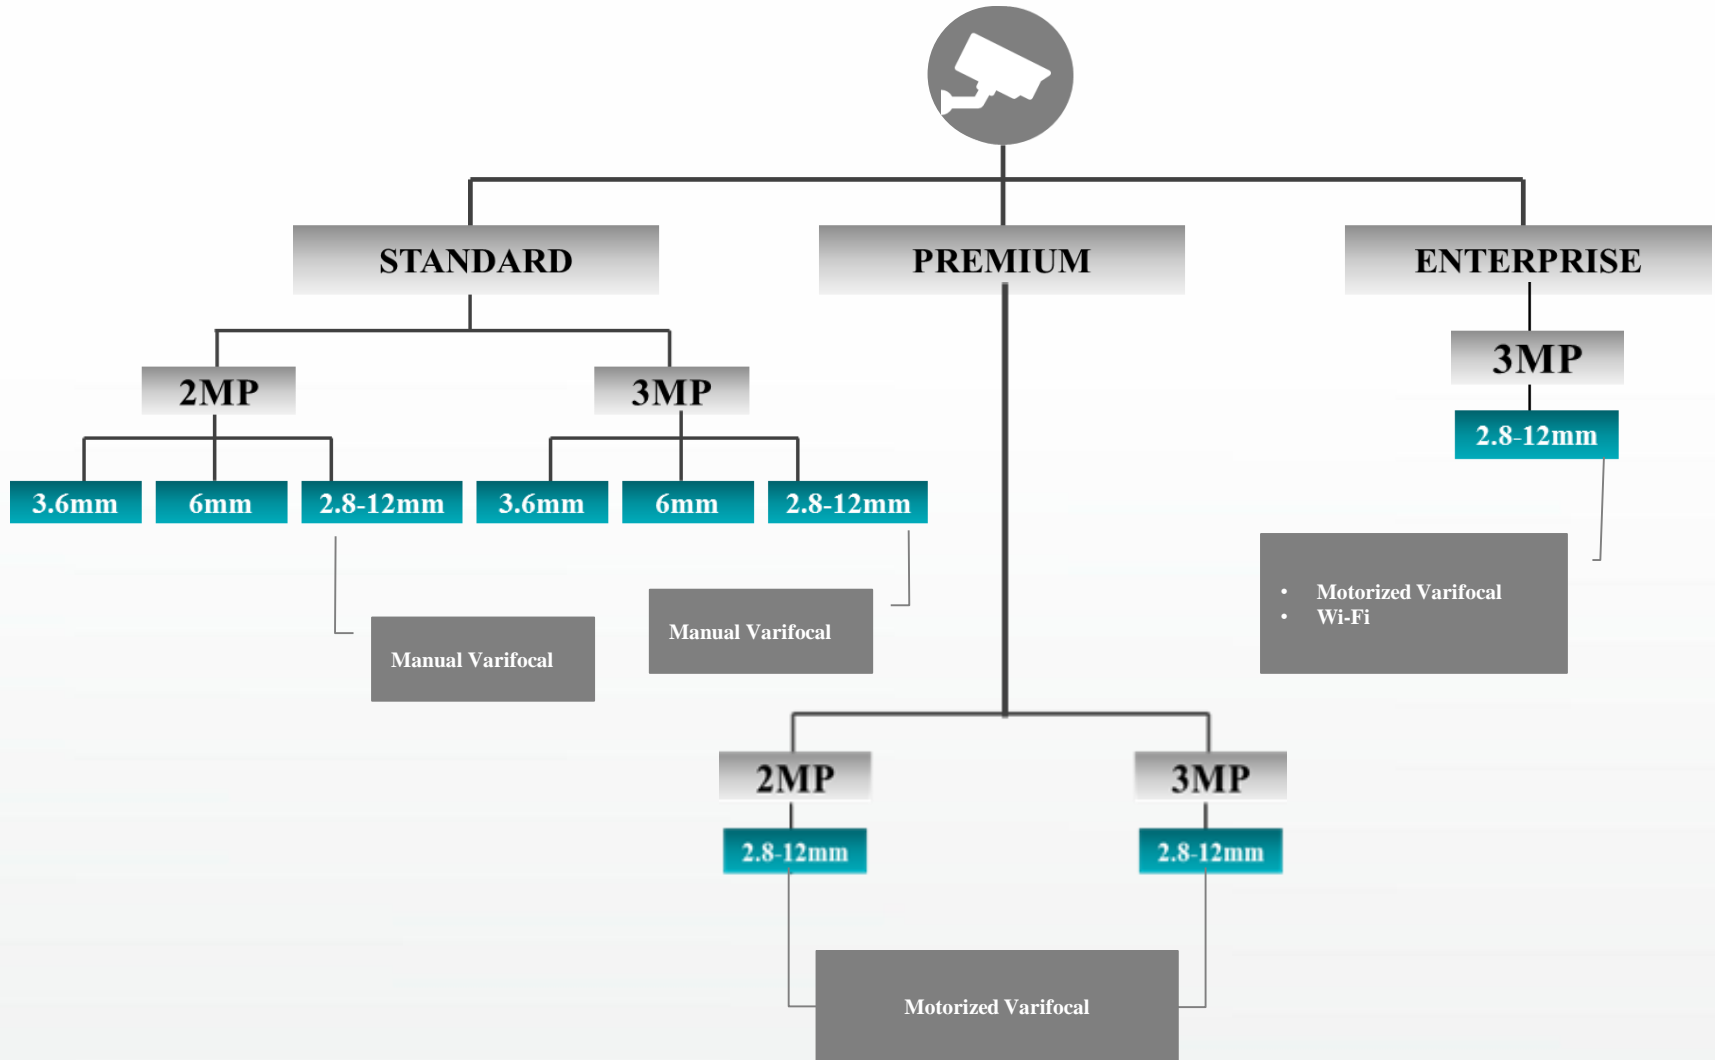 STANDARD
PREMIUM
ENTERPRISE
2MP
3MP
3MP
3.6mm
6mm
2.8-12mm
3.6mm
6mm
2.8-12mm
2.8-12mm
Manual Varifocal
Manual Varifocal
• Motorized Varifocal
• Wi-Fi
2MP
3MP
2.8-12mm
2.8-12mm
Motorized Varifocal